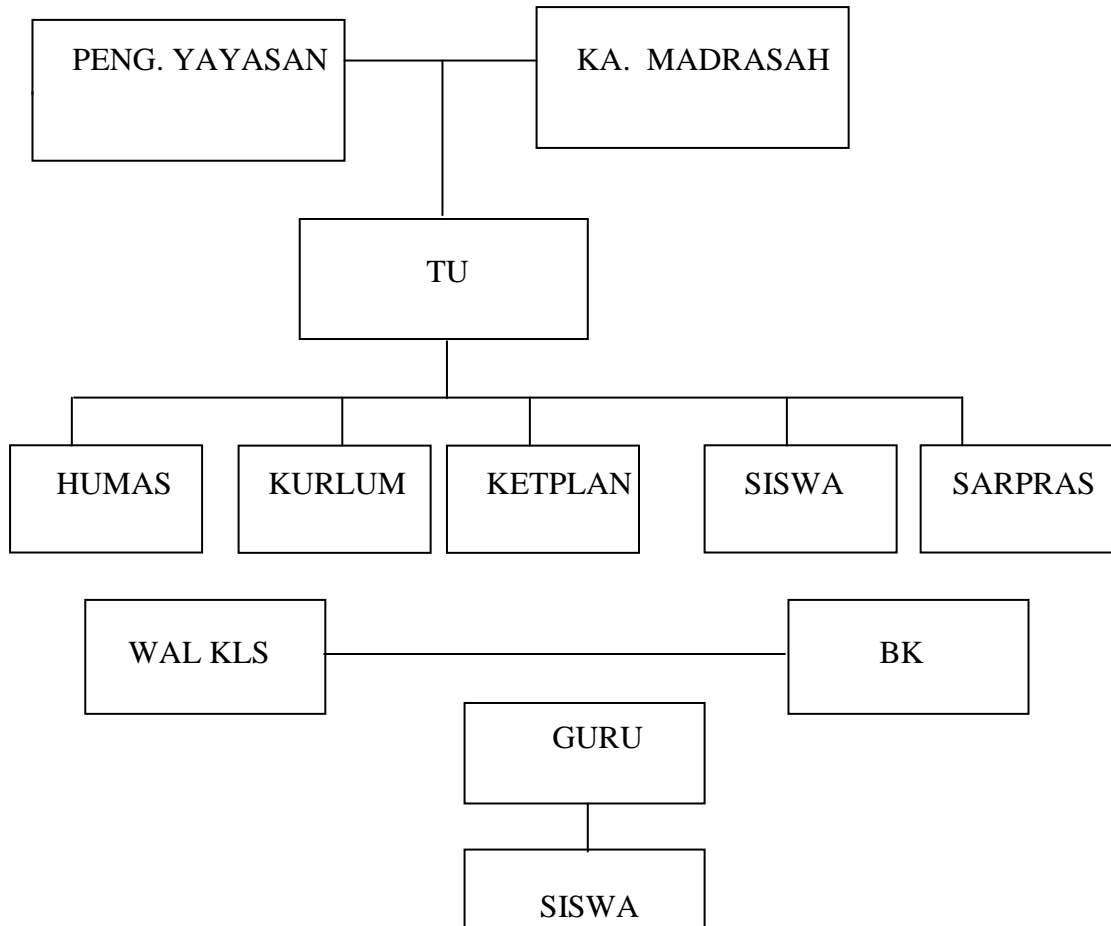 PENG. YAYASAN
KA. MADRASAH
TU
HUMAS
KURLUM
KETPLAN
SISWA
SARPRAS
WAL KLS
BK
GURU
SISWA